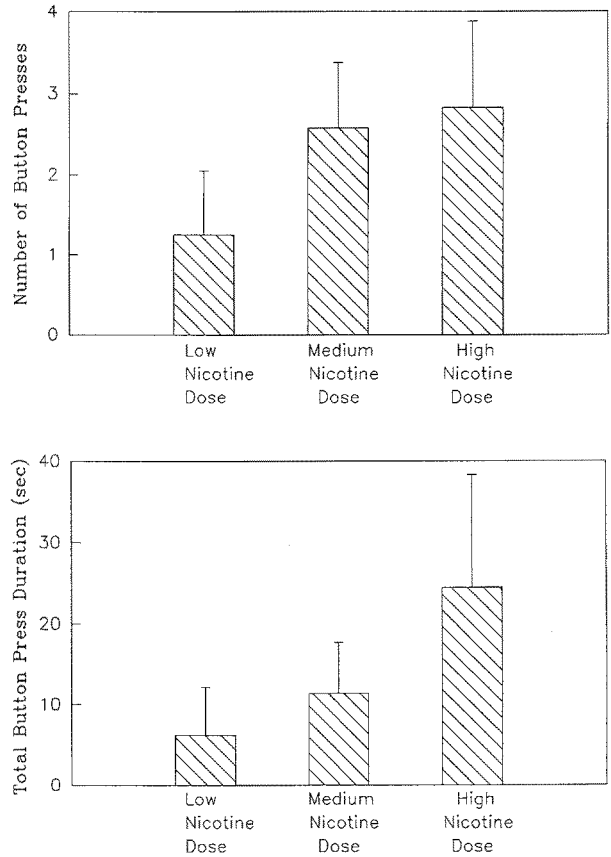 Number of Button Presses
4
3
2
1
0
Low
Nicotine
Dose
Medium
Nicotine
Dose
High
Nicotine
Dose
Total Button Press Duration (sec)
40
30
20
10
0
Low
Nicotine
Dose
Medium
Nicotine
Dose
High
Nicotine
Dose